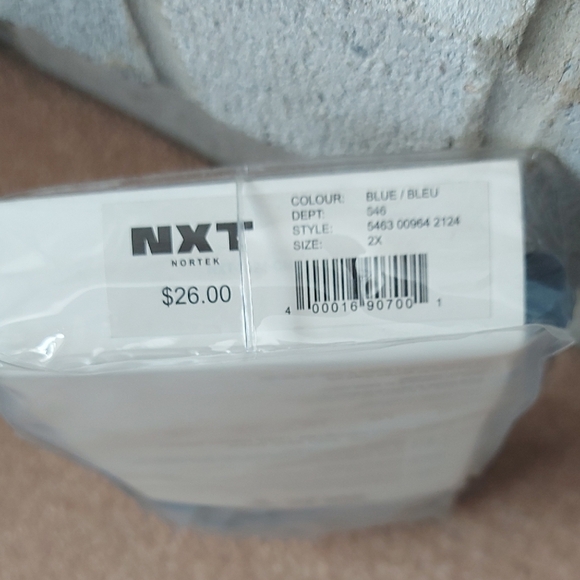 NXT
NORTEK
$26.00
COLOUR: BLUE / BLEU
DEPT: 546
STYLE: 5463 00964 2124
SIZE: 2X
4 00016 90700 1